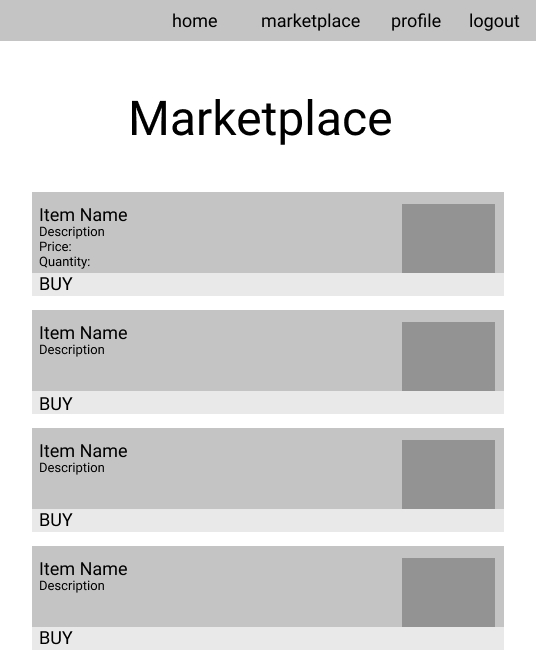 home marketplace profile logout
Marketplace
Item Name
Description
Price:
Quantity:
BUY
Item Name
Description
BUY
Item Name
Description
BUY
Item Name
Description
BUY